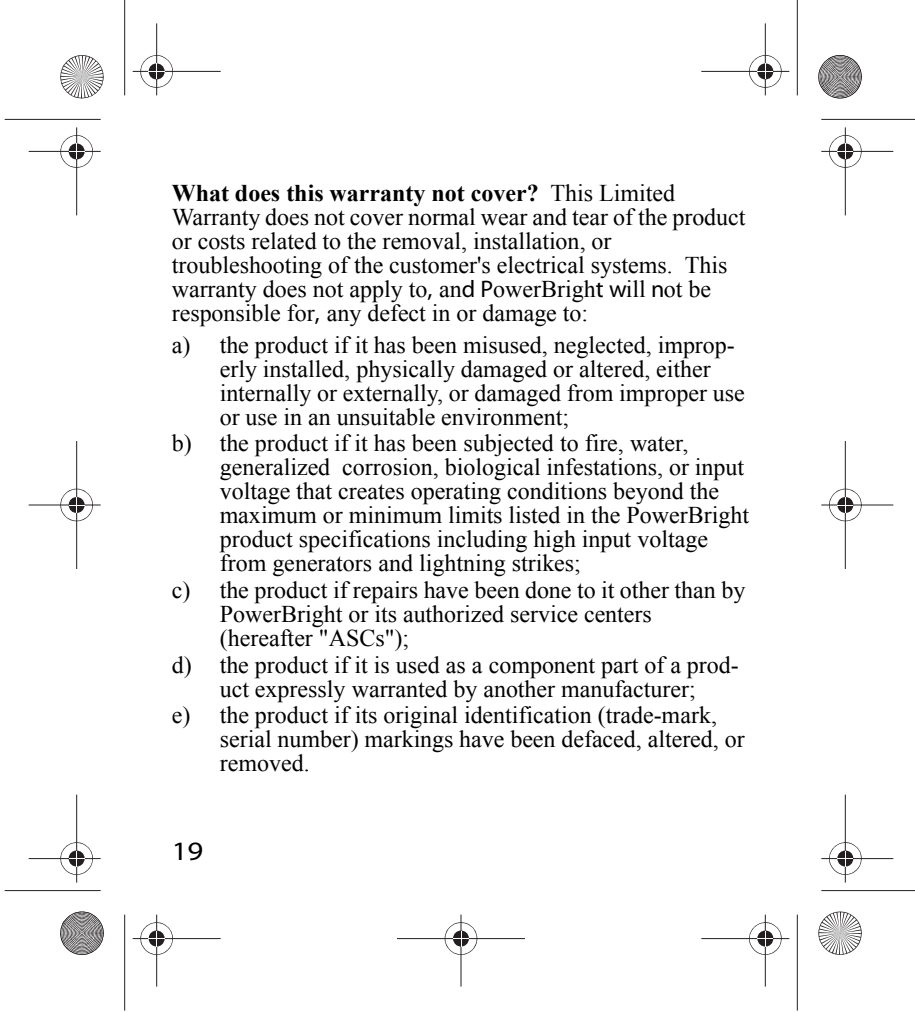 What does this warranty not cover?  This Limited
Warranty does not cover normal wear and tear of the product
or costs related to the removal, installation, or
troubleshooting of the customer's electrical systems.  This
warranty does not apply to, and PowerBright will not be
responsible for, any defect in or damage to:
a) the product if it has been misused, neglected, improp-
erly installed, physically damaged or altered, either
internally or externally, or damaged from improper use
or use in an unsuitable environment;
b) the product if it has been subjected to fire, water,
generalized  corrosion, biological infestations, or input
voltage that creates operating conditions beyond the
maximum or minimum limits listed in the PowerBright
product specifications including high input voltage
from generators and lightning strikes;
c) the product if repairs have been done to it other than by
PowerBright or its authorized service centers
(hereafter "ASCs");
d) the product if it is used as a component part of a prod-
uct expressly warranted by another manufacturer;
e) the product if its original identification (trade-mark,
serial number) markings have been defaced, altered, or
removed.
19